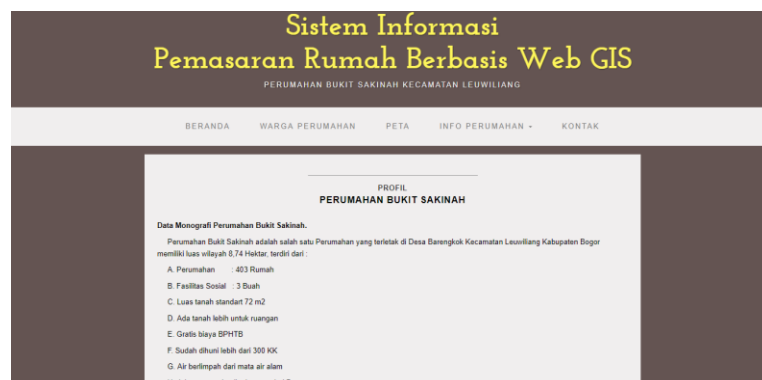 Sistem Informasi
Pemasaran Rumah Berbasis Web GIS
PERUMAHAN BUKIT SAKINAH KECAMATAN LEUWILIANG
BERANDA WARGA PERUMAHAN PETA INFO PERUMAHAN KONTAK
PROFIL
PERUMAHAN BUKIT SAKINAH
Data Monografi Perumahan Bukit Sakinah.
Perumahan Bukit Sakinah adalah salah satu Perumahan yang terletak di Desa Barengkok Kecamatan Leuwiliang Kabupaten Bogor
memiliki luas wilayah 8,74 Hektar, terdiri dari :
A. Perumahan : 403 Rumah
B. Fasilitas Sosial : 3 Buah
C. Luas tanah standart 72 m2
D. Ada tanah lebih untuk ruangan
E. Gratis biaya BPHTB
F. Sudah dihuni lebih dari 300 KK
G. Air berlimpah dari mata air alam